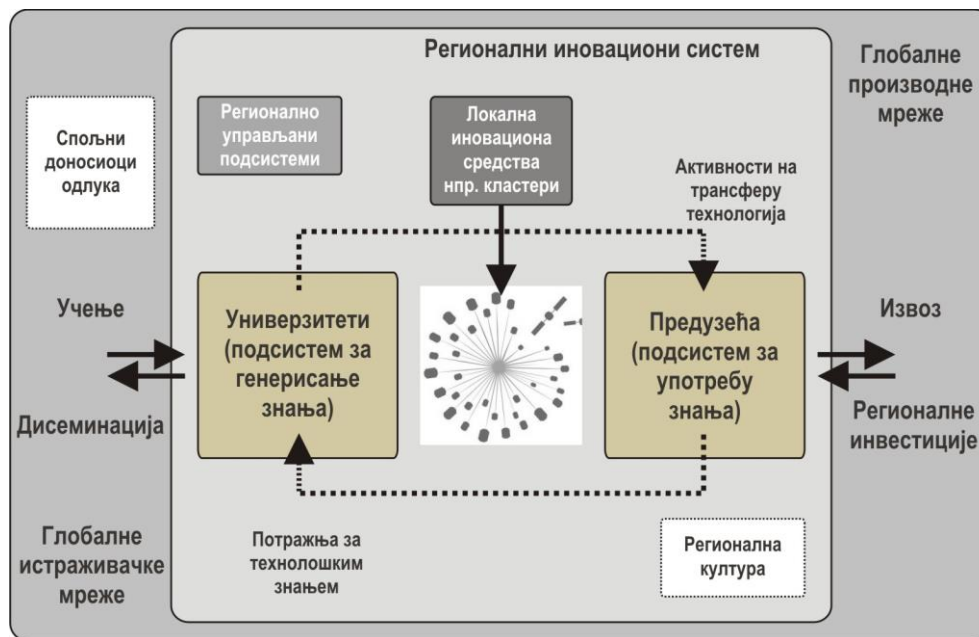 Регионални иновациони систем
Глобалне
производне
мреже
Спољни
доносиоци
одлука
Регионално
управљани
подсистеми
Локална
иновациона
средства
нпр. кластери
Активности на
трансферу
технологија
Учење
Дисеминација
Универзитети
(подсистем за
генерисање
знања)
Предузећа
(подсистем за
употребу
знања)
Извоз
Регионалне
инвестиције
Глобалне
истраживачке
мреже
Потражња за
технолошким
знањем
Регионална
култура